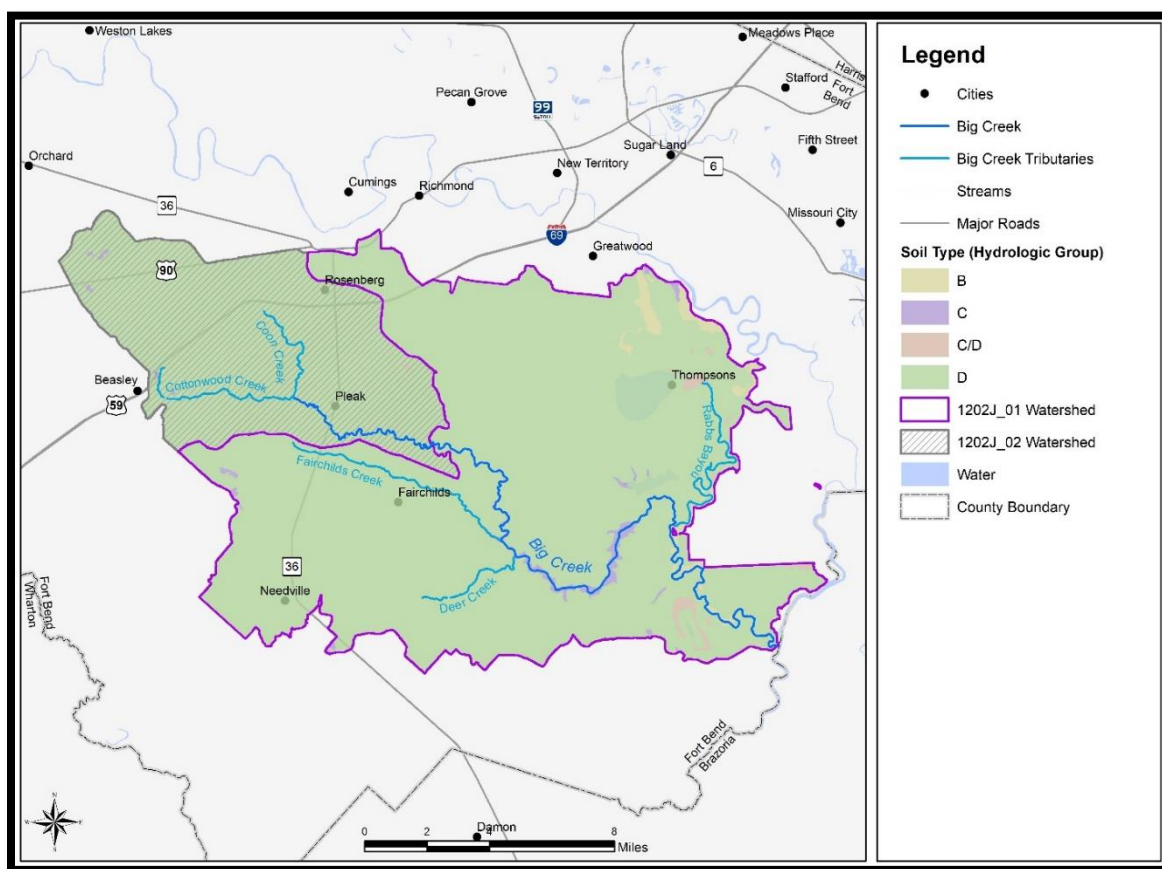 Weston Lakes
Meadows Place
Harris
Fort Bend
Stafford
Pecan Grove
99
Fifth Street
Sugar Land
Orchard
New Territory
6
Cumings
Richmond
36
Missouri City
69
Greatwood
90
Rosenberg
Coon Creek
Thompsons
Beasley
Cottonwood Creek
59
Pleak
Rabbs Bayou
Fairchilds Creek
Fairchilds
Big Creek
36
Needville
Deer Creek
Fort Bend
Wharton
Fort Bend
Brazoria
Damon
0 2 4 8
Miles
Legend
Cities
Big Creek
Big Creek Tributaries
Streams
Major Roads
Soil Type (Hydrologic Group)
B
C
C/D
D
1202J_01 Watershed
1202J_02 Watershed
Water
County Boundary